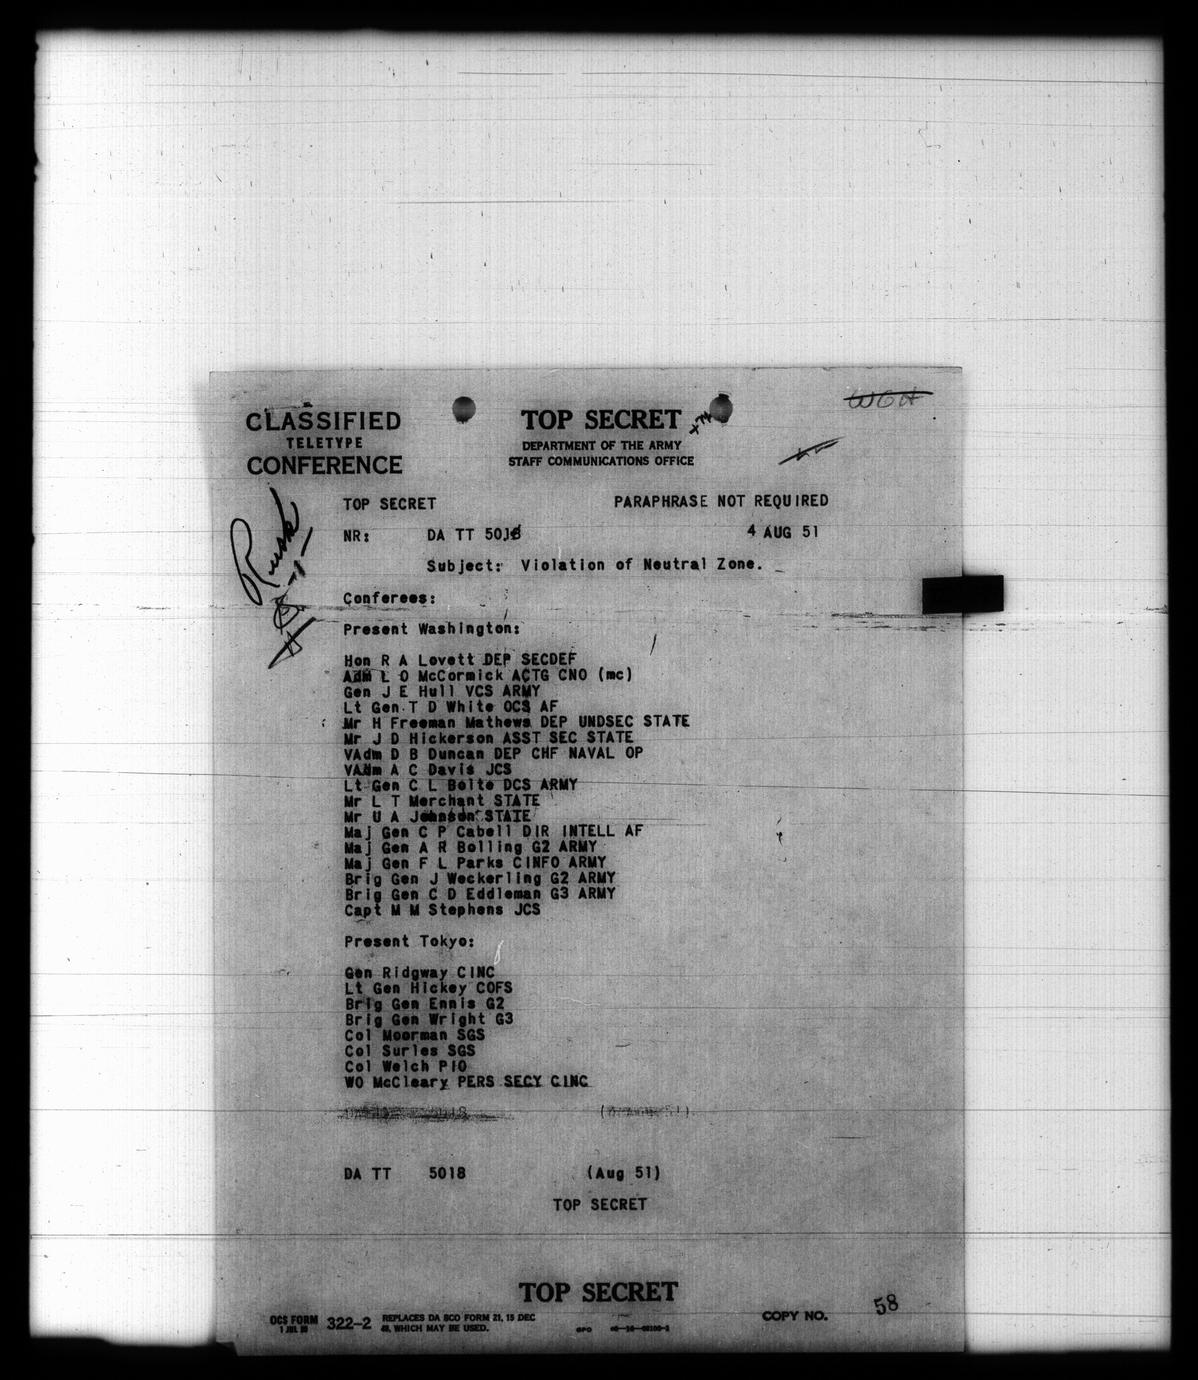 CLASSIFIED
TELETYPE
CONFERENCE
TOP SECRET
DEPARTMENT OF THE ARMY
STAFF COMMUNICATIONS OFFICE
WGH
Rusk
TOP SECRET PARAPHRASE NOT REQUIRED
NR: DA TT 5018 4 AUG 51
Subject: Violation of Neutral Zone.
Conferees:
Present Washington:
Hon R A Lovett DEP SECDEF
Adm L O McCormick ACTG CNO (mc)
Gen J E Hull VCS ARMY
Lt Gen T D White OCS AF
Mr H Freeman Mathews DEP UNDSEC STATE
Mr J D Hickerson ASST SEC STATE
VAdm D B Duncan DEP CHF NAVAL OP
VAdm A C Davis JCS
Lt Gen C L Bolte DCS ARMY
Mr L T Merchant STATE
Mr U A Johnson STATE
Maj Gen C P Cabell DIR INTELL AF
Maj Gen A R Bolling G2 ARMY
Maj Gen F L Parks CINFO ARMY
Brig Gen J Weckerling G2 ARMY
Brig Gen C D Eddleman G3 ARMY
Capt M M Stephens JCS
Present Tokyo:
Gen Ridgway CINC
Lt Gen Hickey COFS
Brig Gen Ennis G2
Brig Gen Wright G3
Col Moorman SGS
Col Surles SGS
Col Welch PIO
WO McCleary PERS SECY CINC
DA TT 5018 (Aug 51)
TOP SECRET
TOP SECRET
OCS FORM 322-2 REPLACES DA SCO FORM 21, 15 DEC
48, WHICH MAY BE USED.
GPO
COPY NO. 58